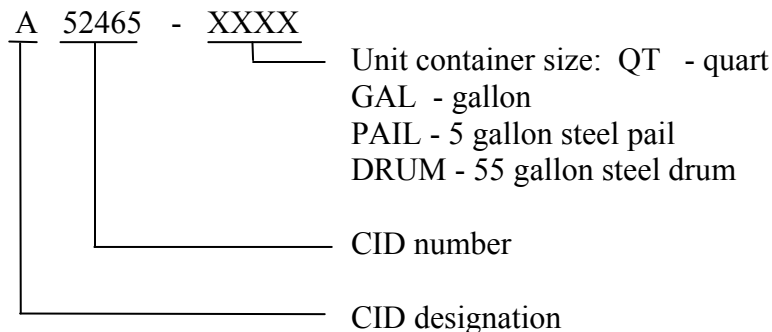 A 52465 - XXXX
Unit container size: QT - quart
GAL - gallon
PAIL - 5 gallon steel pail
DRUM - 55 gallon steel drum
CID number
CID designation